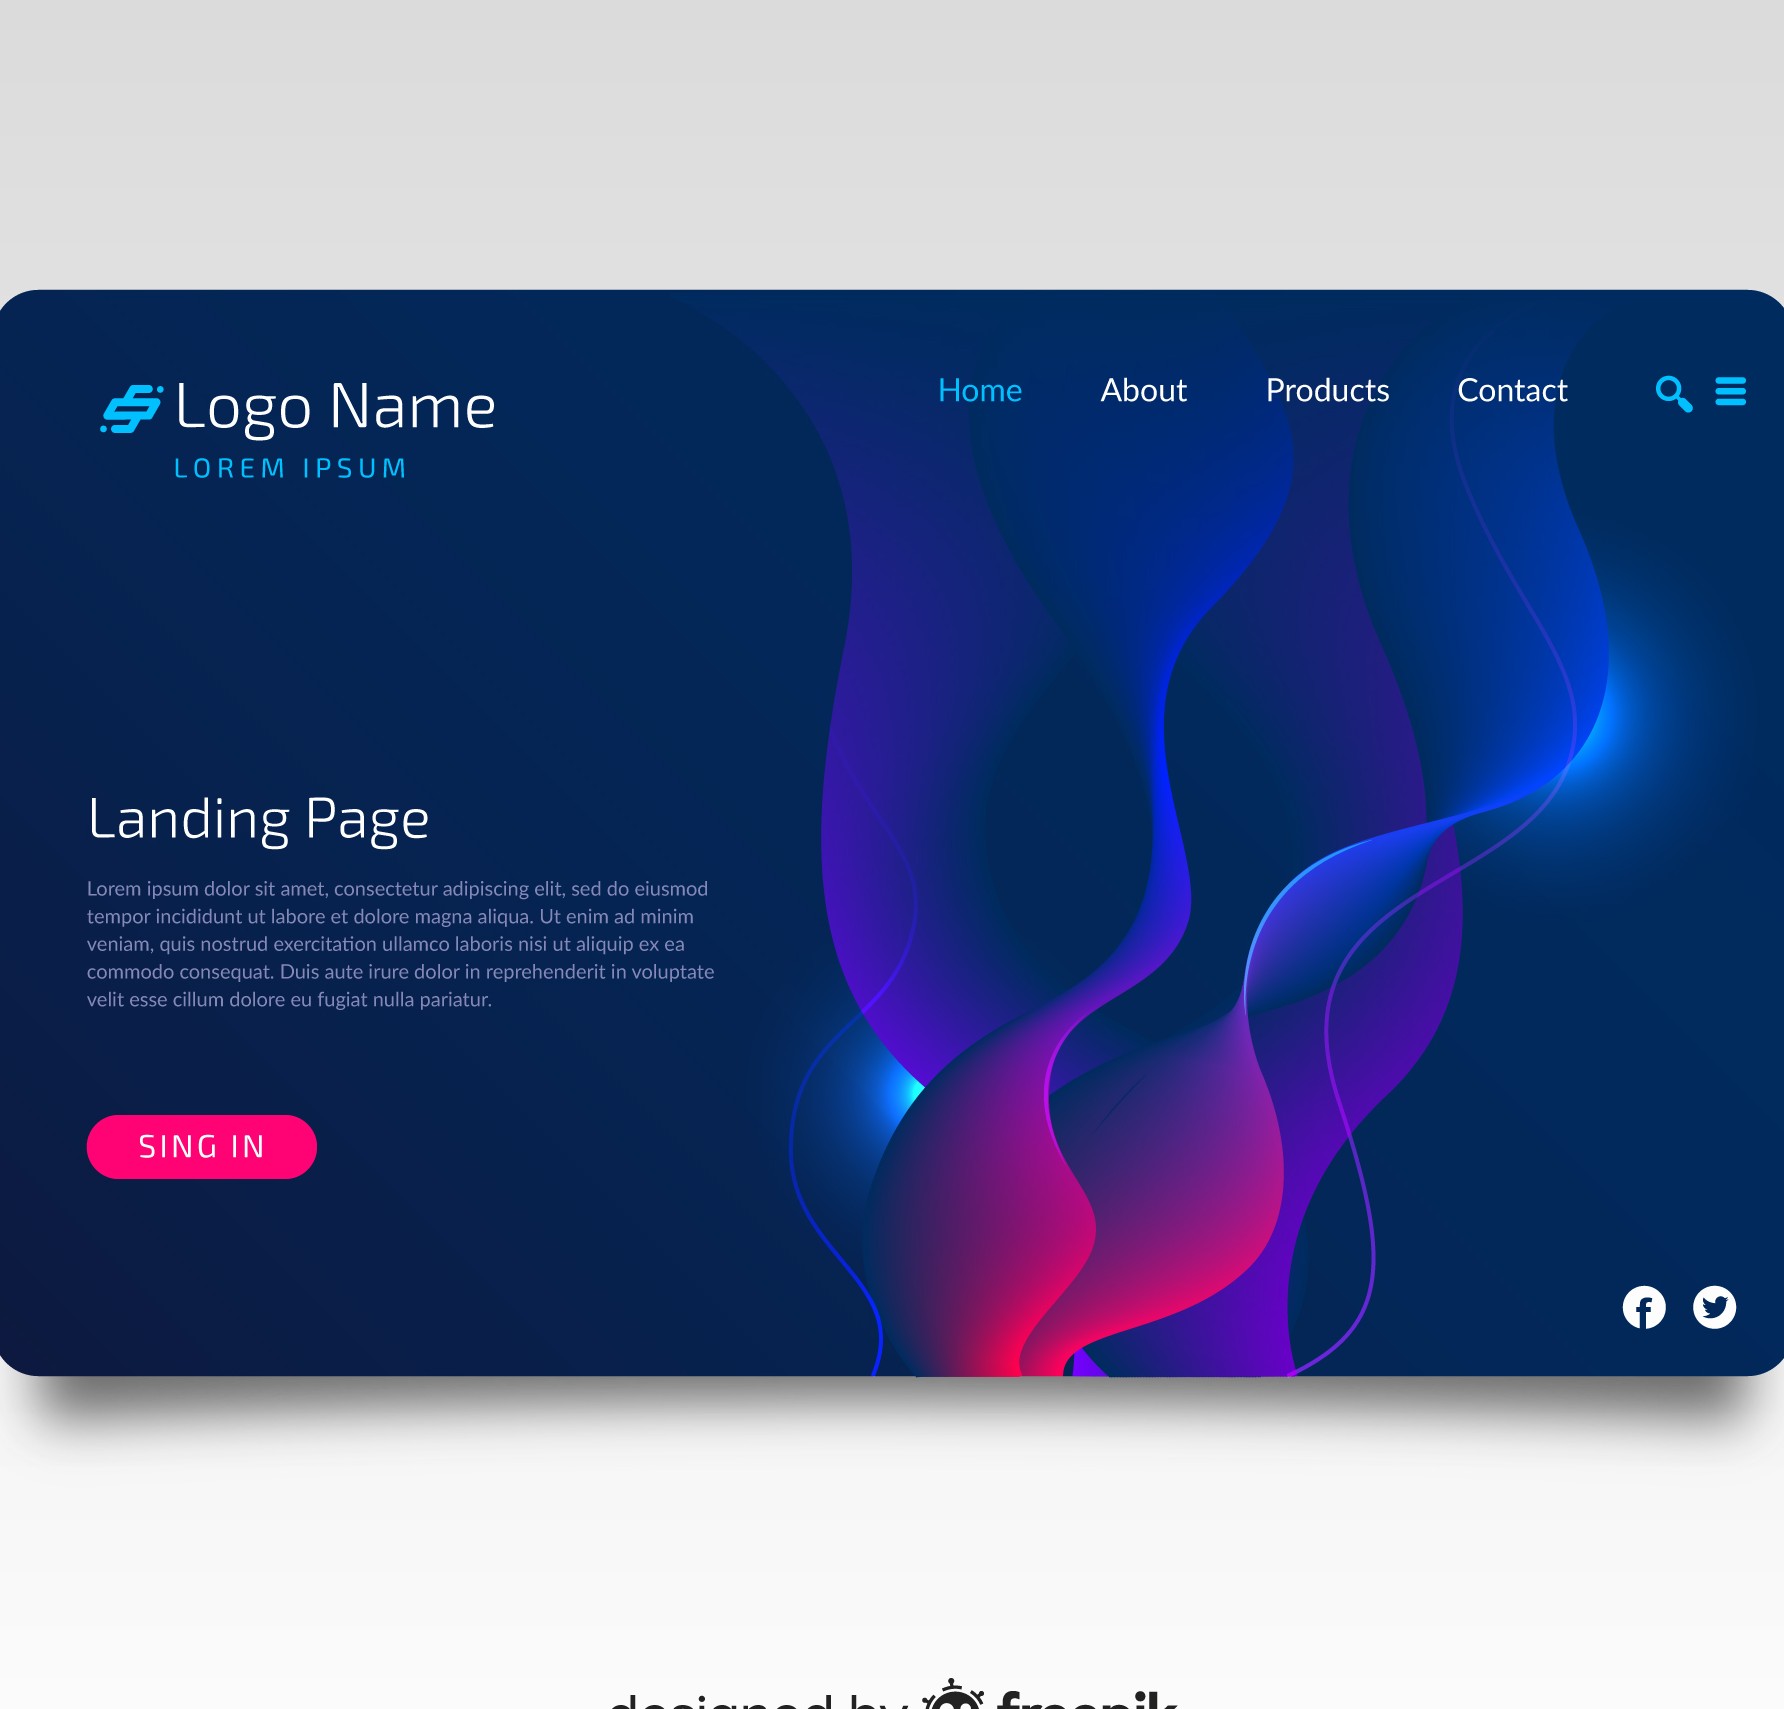 Logo Name
LOREM IPSUM
Home About Products Contact
Landing Page
Lorem ipsum dolor sit amet, consectetur adipiscing elit, sed do eiusmod
tempor incididunt ut labore et dolore magna aliqua. Ut enim ad minim
veniam, quis nostrud exercitation ullamco laboris nisi ut aliquip ex ea
commodo consequat. Duis aute irure dolor in reprehenderit in voluptate
velit esse cillum dolore eu fugiat nulla pariatur.
SING IN
designed by freepik